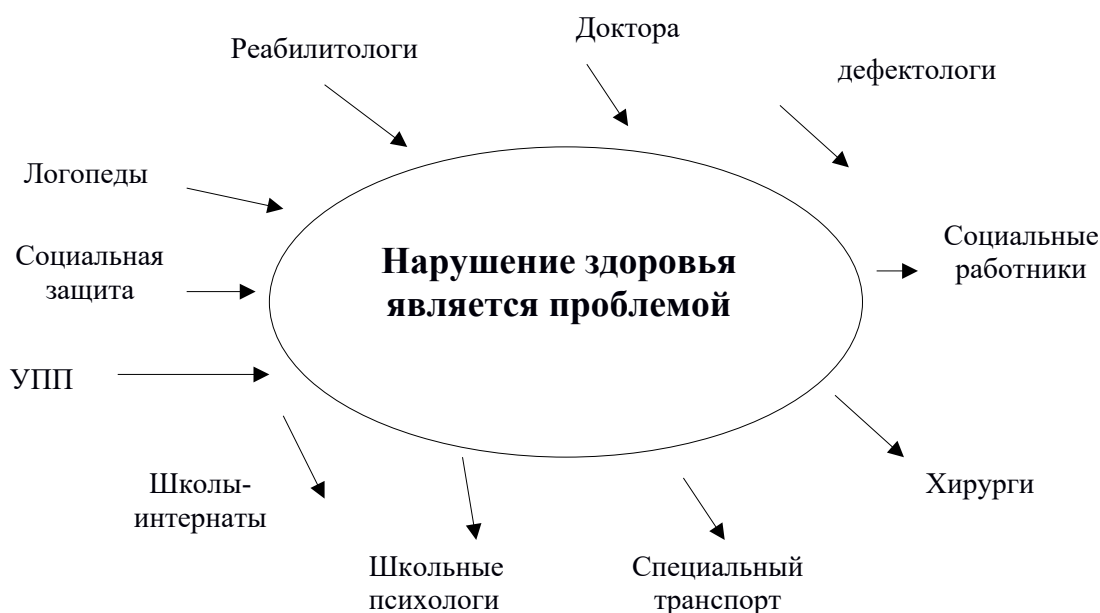 Доктора
Реабилитологи
дефектологи
Логопеды
Социальная
защита
Нарушение здоровья
является проблемой
Социальные
работники
УПП
Школы-
интернаты
Хирурги
Школьные
психологи
Специальный
транспорт